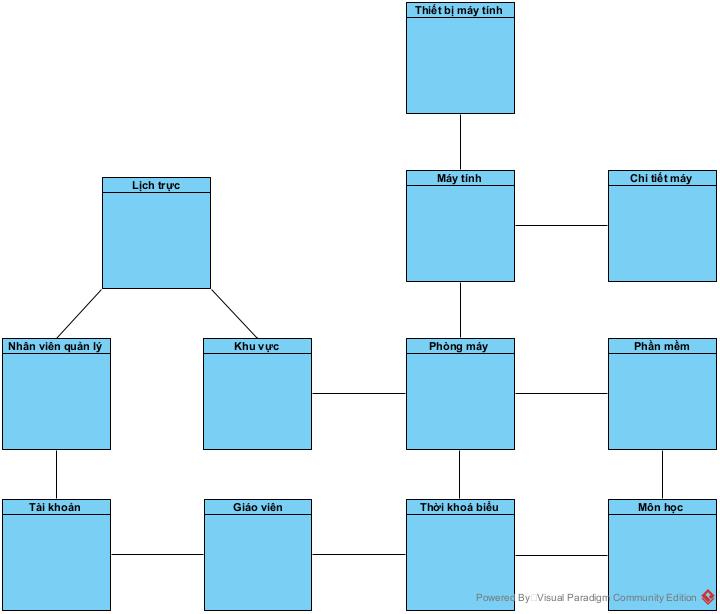 Thiết bị máy tính
Lịch trực
Máy tính
Chi tiết máy
Nhân viên quản lý
Khu vực
Phòng máy
Phần mềm
Tài khoản
Giáo viên
Thời khoá biểu
Môn học
Powered By Visual Paradigm Community Edition